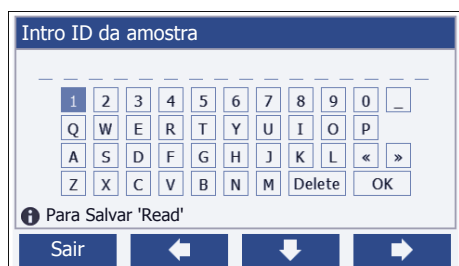 Intro ID da amostra
_ _ _ _ _ _ _ _ _ _ _ _ _ _ _
1 2 3 4 5 6 7 8 9 0 _
Q W E R T Y U I O P
A S D F G H J K L « »
Z X C V B N M Delete OK
Para Salvar 'Read'
Sair